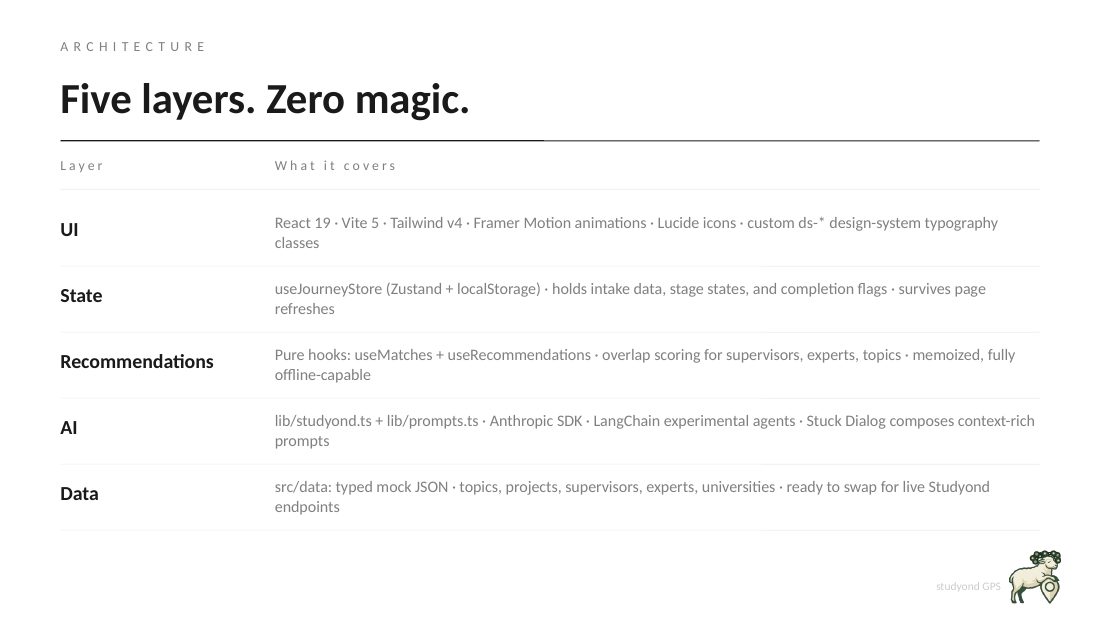 ARCHITECTURE
Five layers. Zero magic.
Layer
What it covers
UI
React 19 · Vite 5 · Tailwind v4 · Framer Motion animations · Lucide icons · custom ds-* design-system typography
classes
State
useJourneyStore (Zustand + localStorage) · holds intake data, stage states, and completion flags · survives page
refreshes
Recommendations
Pure hooks: useMatches + useRecommendations · overlap scoring for supervisors, experts, topics · memoized, fully
offline-capable
AI
lib/studyond.ts + lib/prompts.ts · Anthropic SDK · LangChain experimental agents · Stuck Dialog composes context-rich
prompts
Data
src/data: typed mock JSON · topics, projects, supervisors, experts, universities · ready to swap for live Studyond
endpoints
studyond GPS